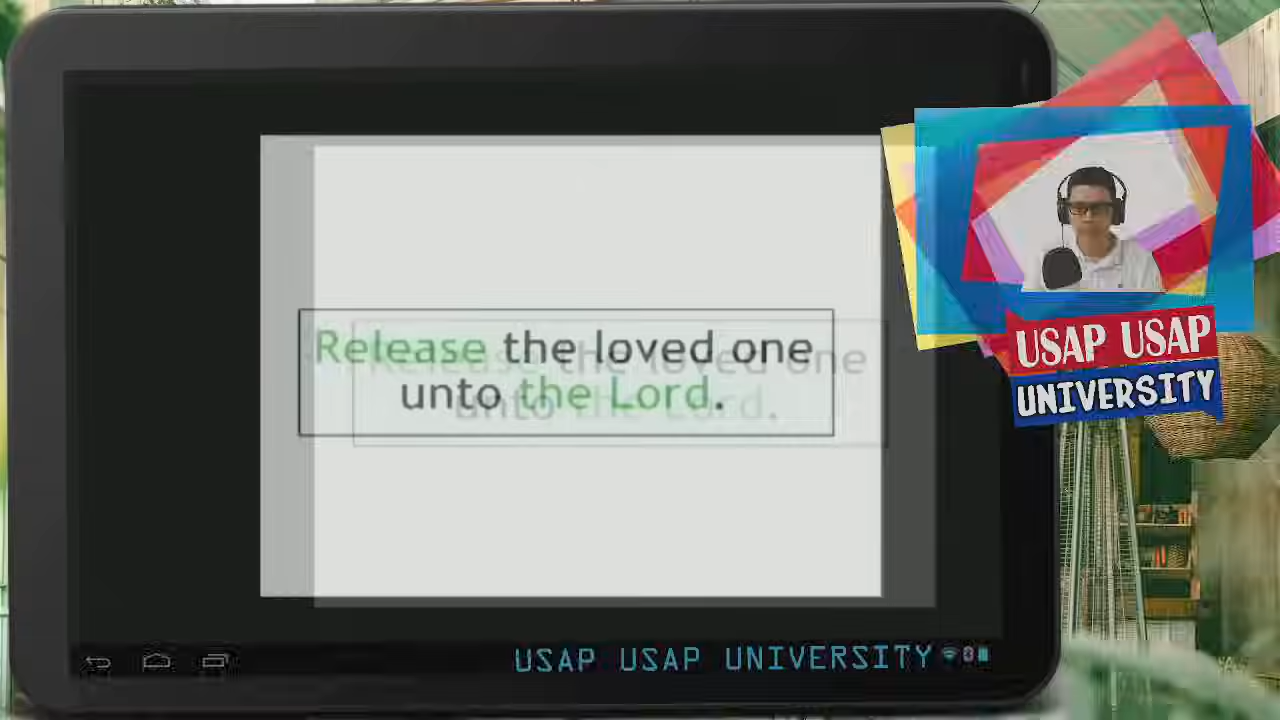 Release the loved one
unto the Lord.
USAP USAP
UNIVERSITY
USAP USAP UNIVERSITY